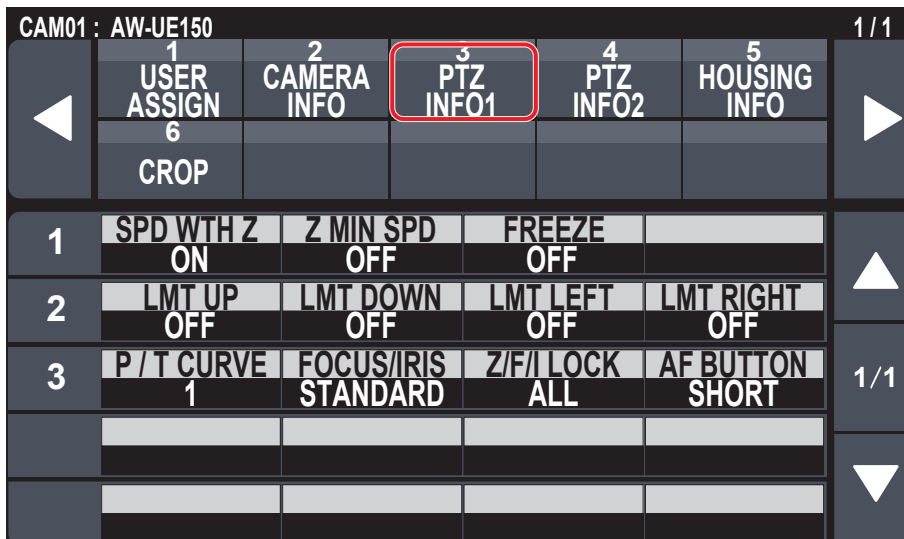 CAM01 : AW-UE150 1 / 1
1 2 3 4 5
USER CAMERA PTZ PTZ HOUSING
ASSIGN INFO INFO1 INFO2 INFO
6
CROP
1 SPD WTH Z Z MIN SPD FREEZE
ON OFF OFF
2 LMT UP LMT DOWN LMT LEFT LMT RIGHT
OFF OFF OFF OFF
3 P / T CURVE FOCUS/IRIS Z/F/I LOCK AF BUTTON 1/1
1 STANDARD ALL SHORT